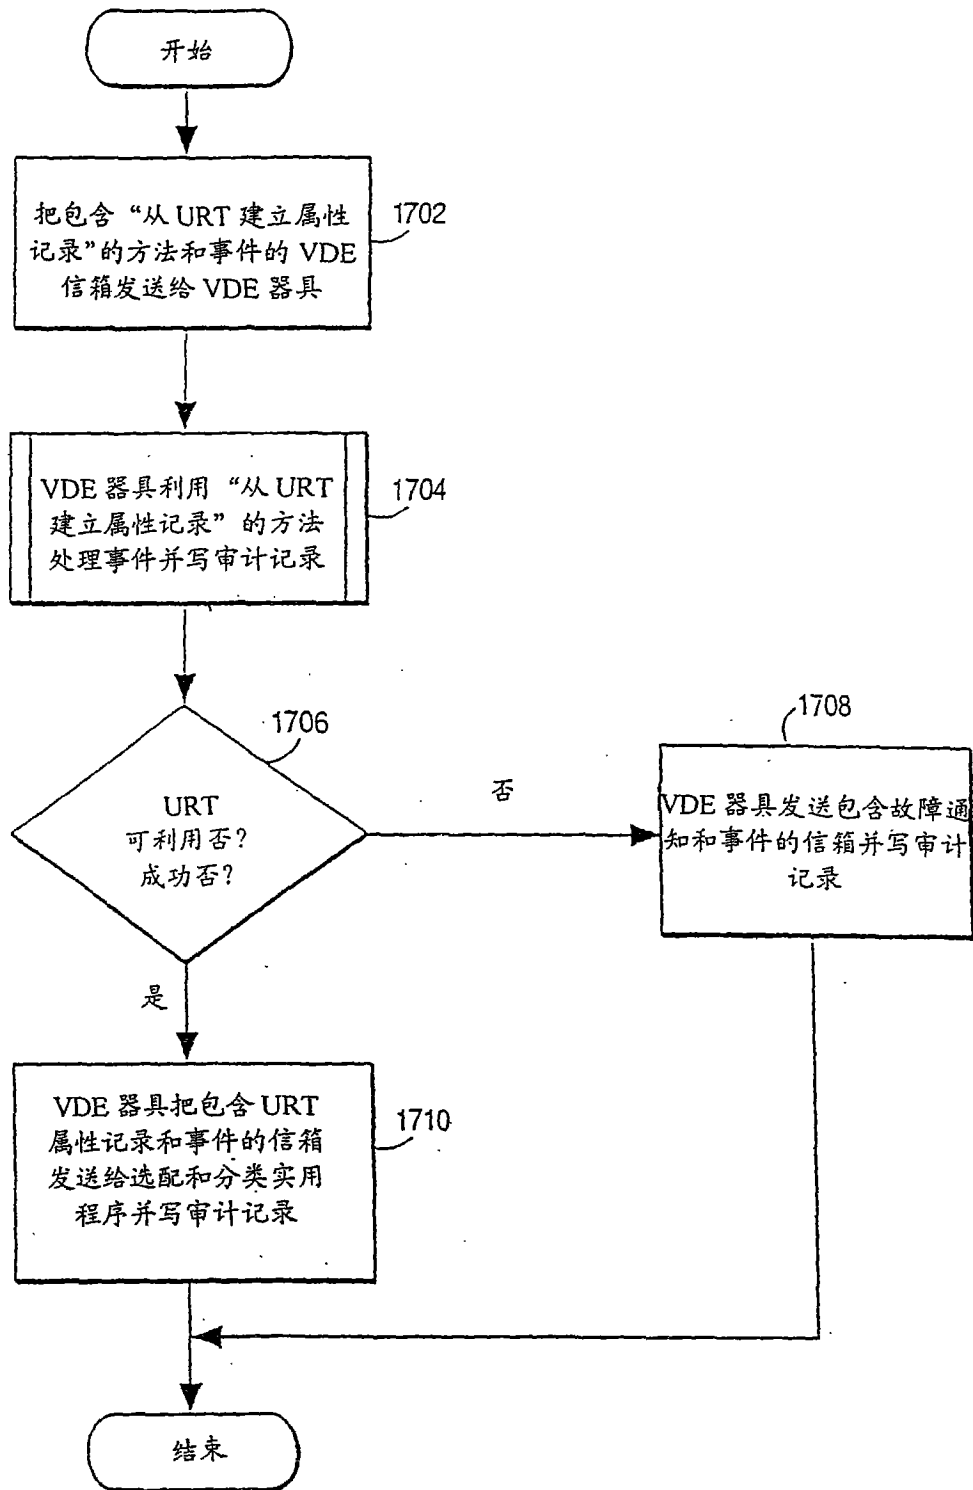 开始
把包含“从 URT 建立属性
记录”的方法和事件的 VDE
信箱发送给 VDE 器具
1702
VDE 器具利用“从 URT
建立属性记录”的方法
处理事件并写审计记录
1704
1706
URT
可利用否?
成功否?
否
1708
VDE 器具发送包含故障通
知和事件的信箱并写审计
记录
是
VDE 器具把包含 URT
属性记录和事件的信箱
发送给选配和分类实用
程序并写审计记录
1710
结束